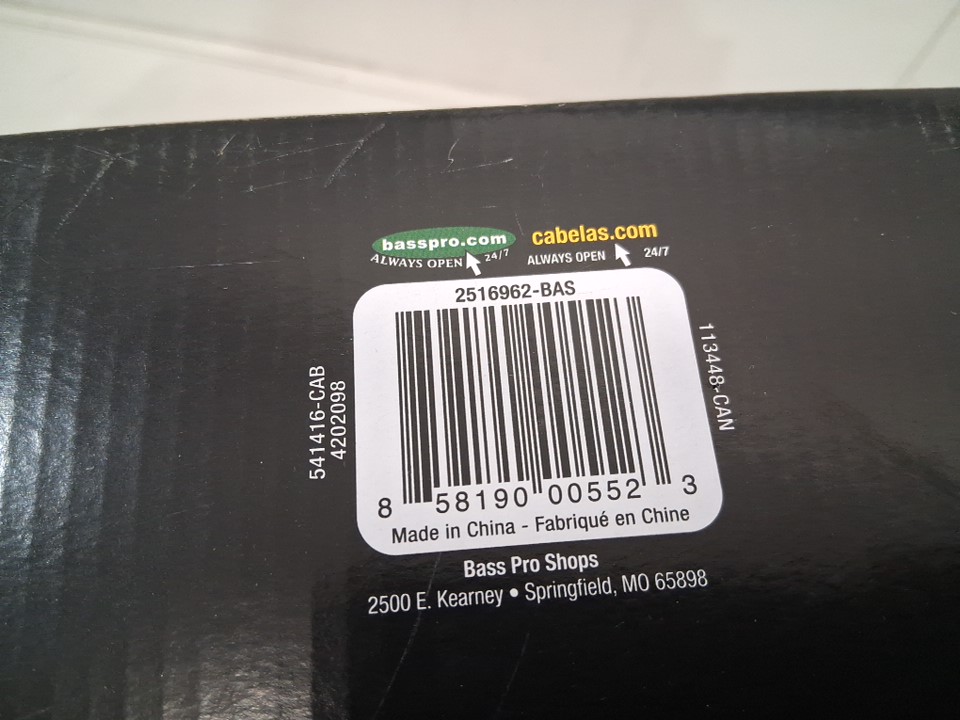 basspro.com
ALWAYS OPEN 24/7
cabelas.com
ALWAYS OPEN 24/7
2516962-BAS
541416-CAB
4202098
113448-CAN
8 58190 00552 3
Made in China - Fabriqué en Chine
Bass Pro Shops
2500 E. Kearney • Springfield, MO 65898